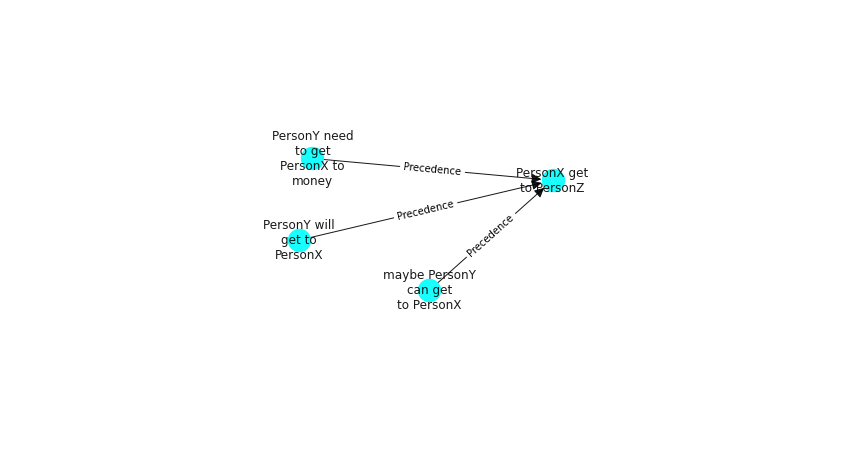 PersonY need
to get
PersonX to
money
Precedence
PersonX get
to PersonZ
PersonY will
get to
PersonX
Precedence
Precedence
maybe PersonY
can get
to PersonX